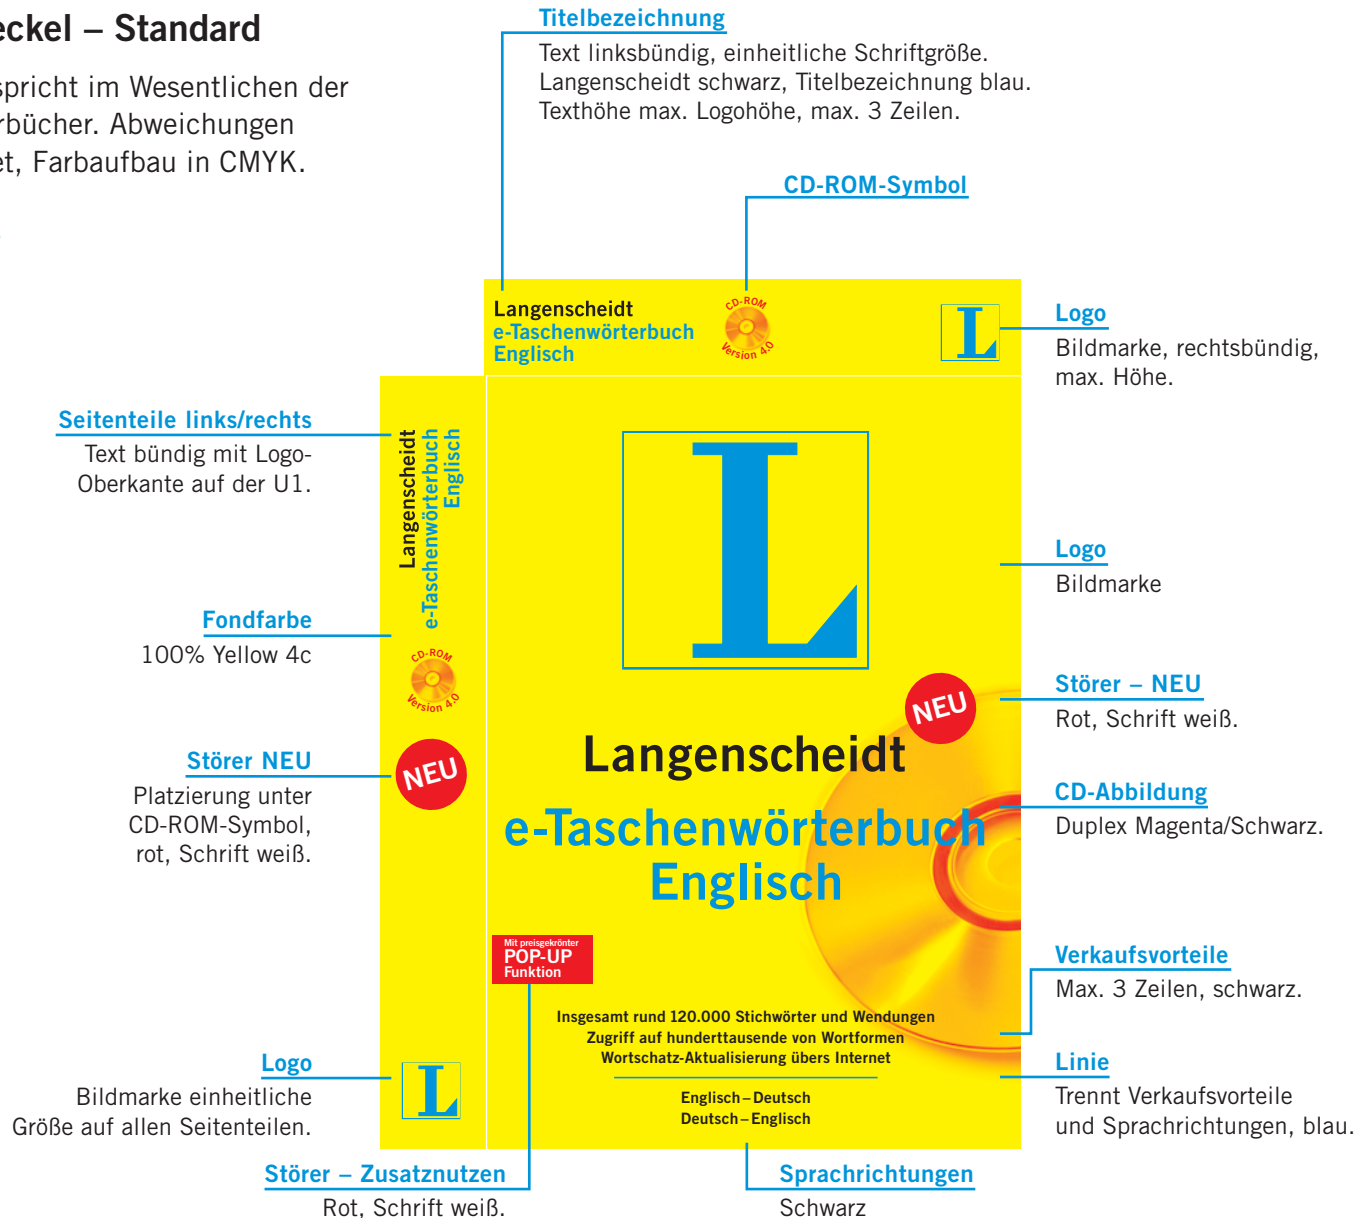 eckel – Standard
spricht im Wesentlichen der
rbücher. Abweichungen
et, Farbaufbau in CMYK.
Titelbezeichnung
Text linksbündig, einheitliche Schriftgröße.
Langenscheidt schwarz, Titelbezeichnung blau.
Texthöhe max. Logohöhe, max. 3 Zeilen.
CD-ROM-Symbol
Langenscheidt
e-Taschenwörterbuch
Englisch
CD-ROM
Version 4.0
L
Logo
Bildmarke, rechtsbündig,
max. Höhe.
Seitenteile links/rechts
Text bündig mit Logo-
Oberkante auf der U1.
Fondfarbe
100% Yellow 4c
Störer NEU
Platzierung unter
CD-ROM-Symbol,
rot, Schrift weiß.
Logo
Bildmarke einheitliche
Größe auf allen Seitenteilen.
Langenscheidt
e-Taschenwörterbuch
Englisch
CD-ROM
Version 4.0
NEU
L
L
NEU
Langenscheidt
e-Taschenwörterbuch
Englisch
Mit preisgekrönter
POP-UP
Funktion
Insgesamt rund 120.000 Stichwörter und Wendungen
Zugriff auf hunderttausende von Wortformen
Wortschatz-Aktualisierung übers Internet
Englisch – Deutsch
Deutsch – Englisch
Logo
Bildmarke
Störer – NEU
Rot, Schrift weiß.
CD-Abbildung
Duplex Magenta/Schwarz.
Verkaufsvorteile
Max. 3 Zeilen, schwarz.
Linie
Trennt Verkaufsvorteile
und Sprachrichtungen, blau.
Störer – Zusatznutzen
Rot, Schrift weiß.
Sprachrichtungen
Schwarz